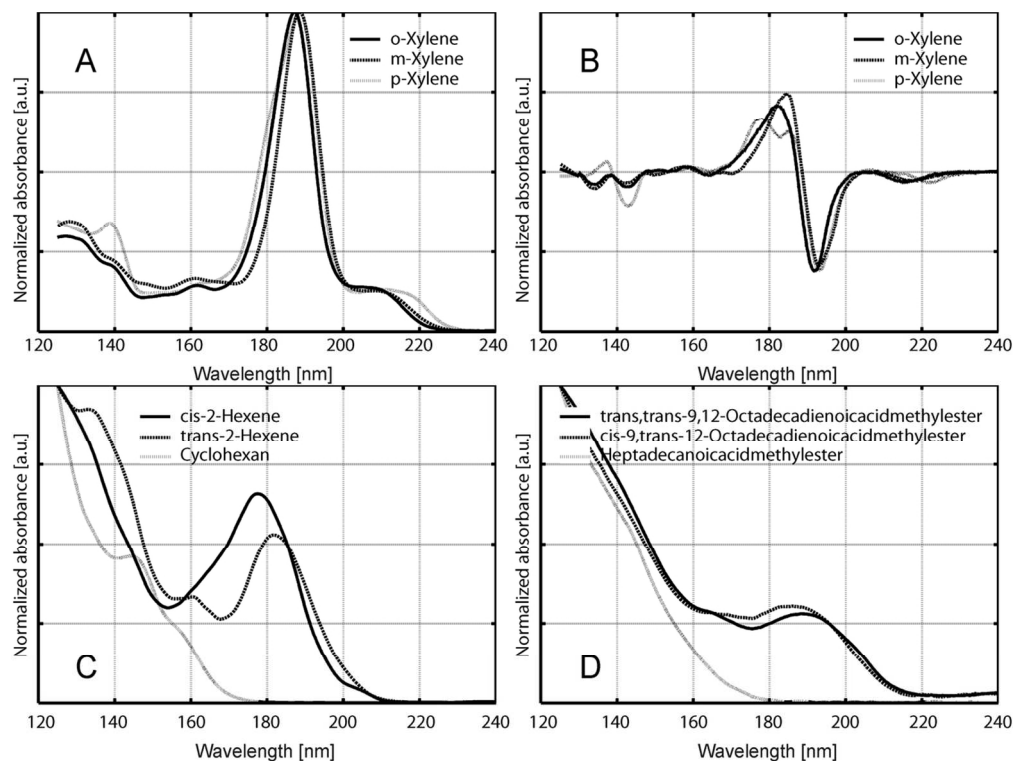 A
o-Xylene
m-Xylene
p-Xylene
Normalized absorbance [a.u.]
120 140 160 180 200 220 240
Wavelength [nm]
B
o-Xylene
m-Xylene
p-Xylene
Normalized absorbance [a.u.]
120 140 160 180 200 220 240
Wavelength [nm]
cis-2-Hexene
trans-2-Hexene
Cyclohexan
Normalized absorbance [a.u.]
C
120 140 160 180 200 220 240
Wavelength [nm]
trans,trans-9,12-Octadecadienoicacidmethylester
cis-9,trans-12-Octadecadienoicacidmethylester
Heptadecanoicacidmethylester
Normalized absorbance [a.u.]
D
120 140 160 180 200 220 240
Wavelength [nm]